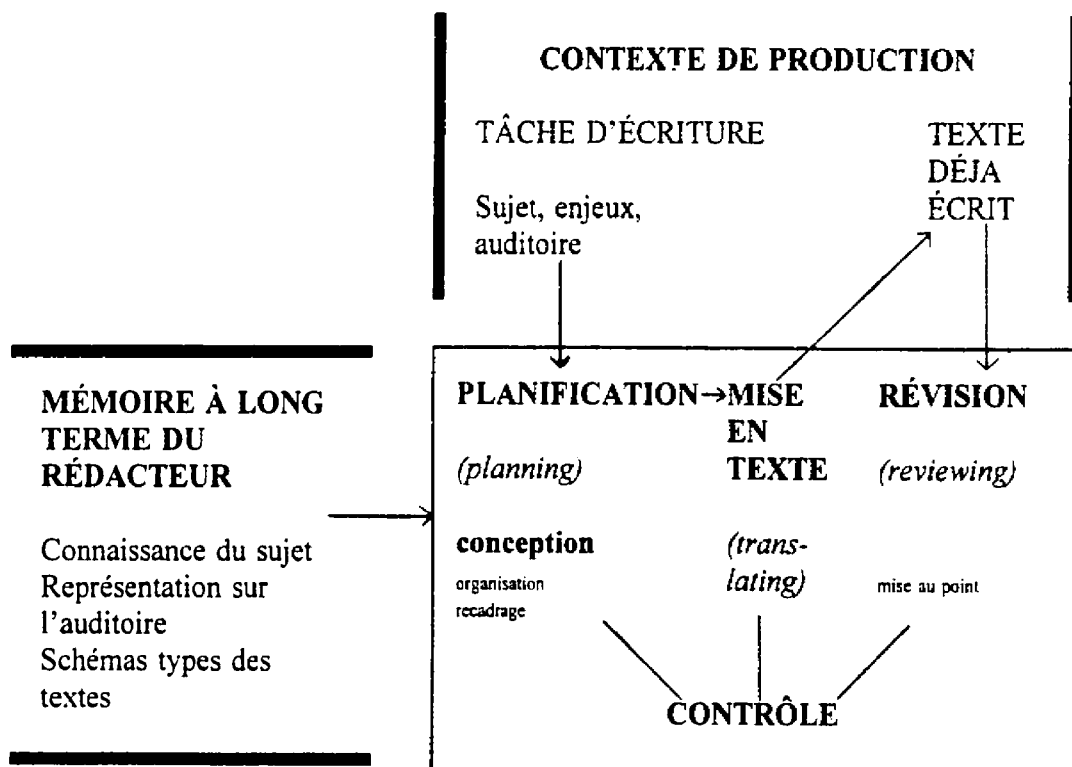 CONTEXTE DE PRODUCTION
TÂCHE D'ÉCRITURE
Sujet, enjeux,
auditoire
TEXTE
DÉJA
ÉCRIT
MÉMOIRE À LONG
TERME DU
RÉDACTEUR
Connaissance du sujet
Représentation sur
l'auditoire
Schémas types des
textes
PLANIFICATION→MISE
EN
TEXTE
(planning)
conception
organisation
recadrage
(trans-
lating)
RÉVISION
(reviewing)
mise au point
CONTRÔLE